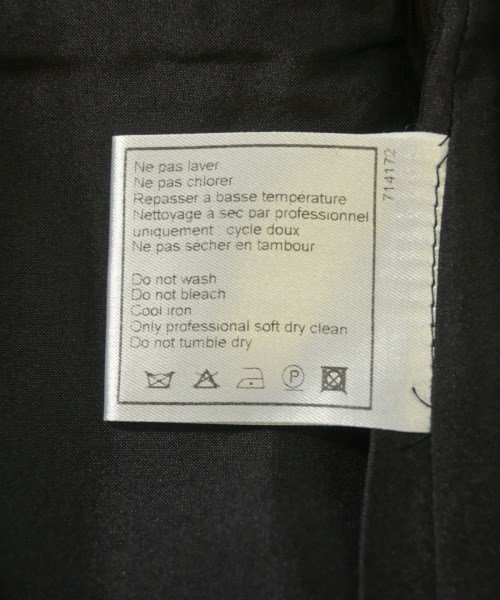 Ne pas laver
Ne pas chlorer
Repasser a basse temperature
Nettoyage a sec par professionnel
uniquement : cycle doux
Ne pas secher en tambour
Do not wash
Do not bleach
Cool iron
Only professional soft dry clean
Do not tumble dry
P
714172